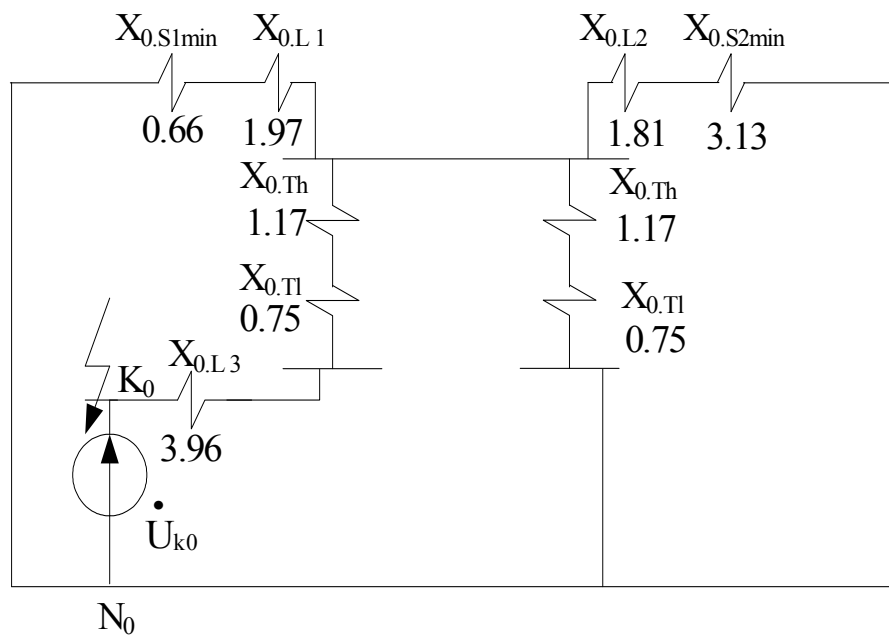 X0.S1min X0.L 1 X0.L2 X0.S2min
0.66 1.97 1.81 3.13
X0.Th X0.Th
1.17 1.17
X0.Tl X0.Tl
0.75 0.75
X0.L 3
K0
3.96
U̇k0
N0